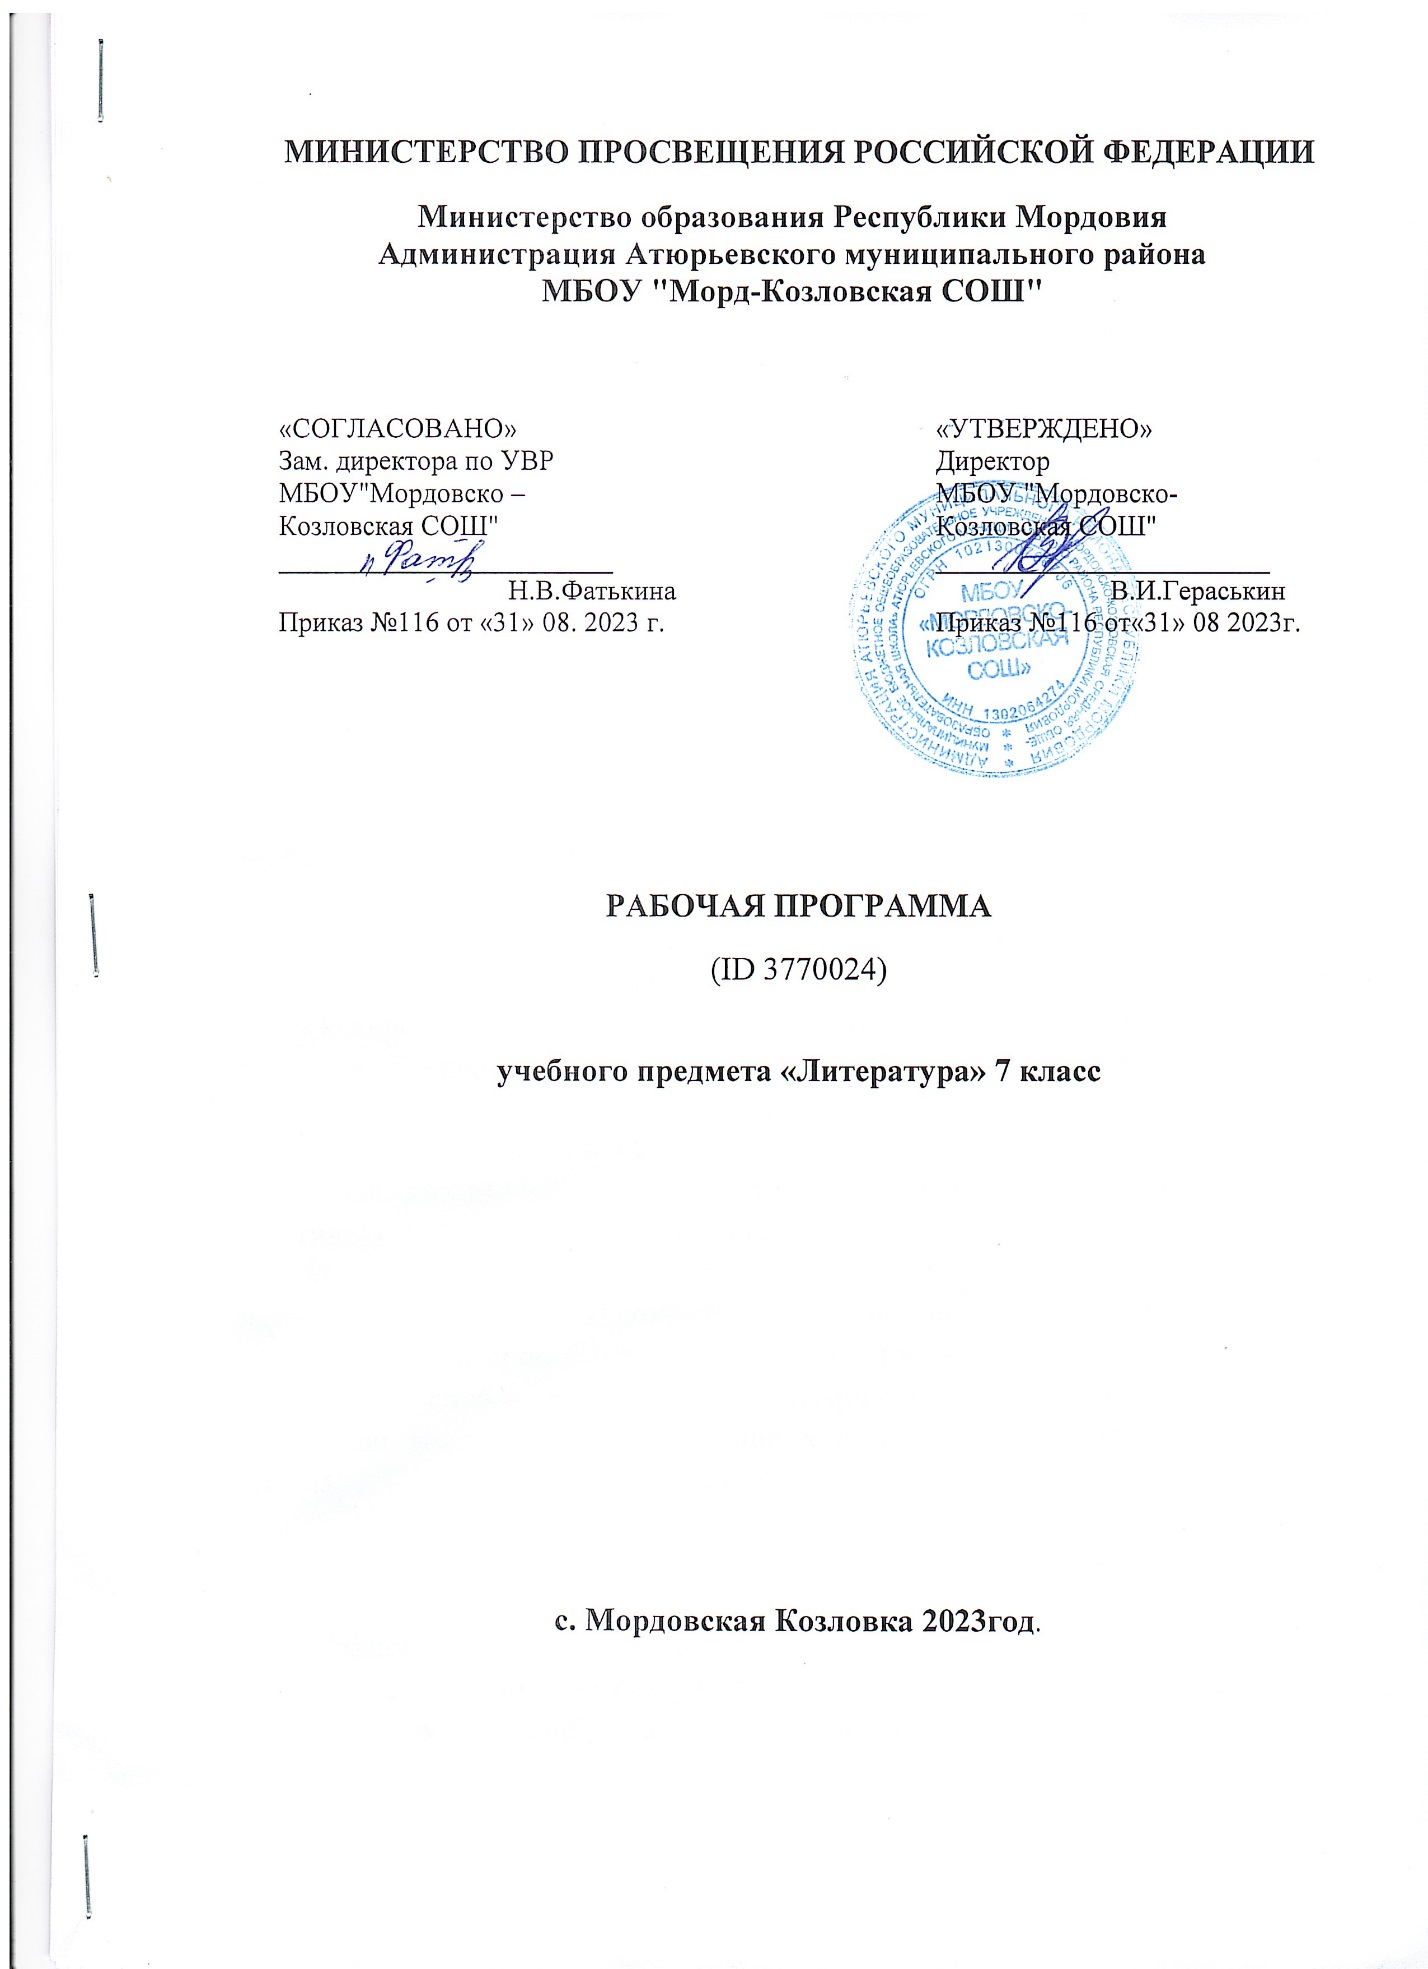 МИНИСТЕРСТВО ПРОСВЕЩЕНИЯ РОССИЙСКОЙ ФЕДЕРАЦИИ
Министерство образования Республики Мордовия
Администрация Атюрьевского муниципального района
МБОУ "Морд-Козловская СОШ"
«СОГЛАСОВАНО»
Зам. директора по УВР
МБОУ"Мордовско –
Козловская СОШ"
Н.В.Фатькина
Приказ №116 от «31» 08. 2023 г.
«УТВЕРЖДЕНО»
Директор
МБОУ "Мордовско-
Козловская СОШ"
В.И.Гераськин
Приказ №116 от«31» 08 2023г.
МБОУ
«МОРДОВСКО-
КОЗЛОВСКАЯ
СОШ»
ИНН 1302064274
РАБОЧАЯ ПРОГРАММА
(ID 3770024)
учебного предмета «Литература» 7 класс
с. Мордовская Козловка 2023год.